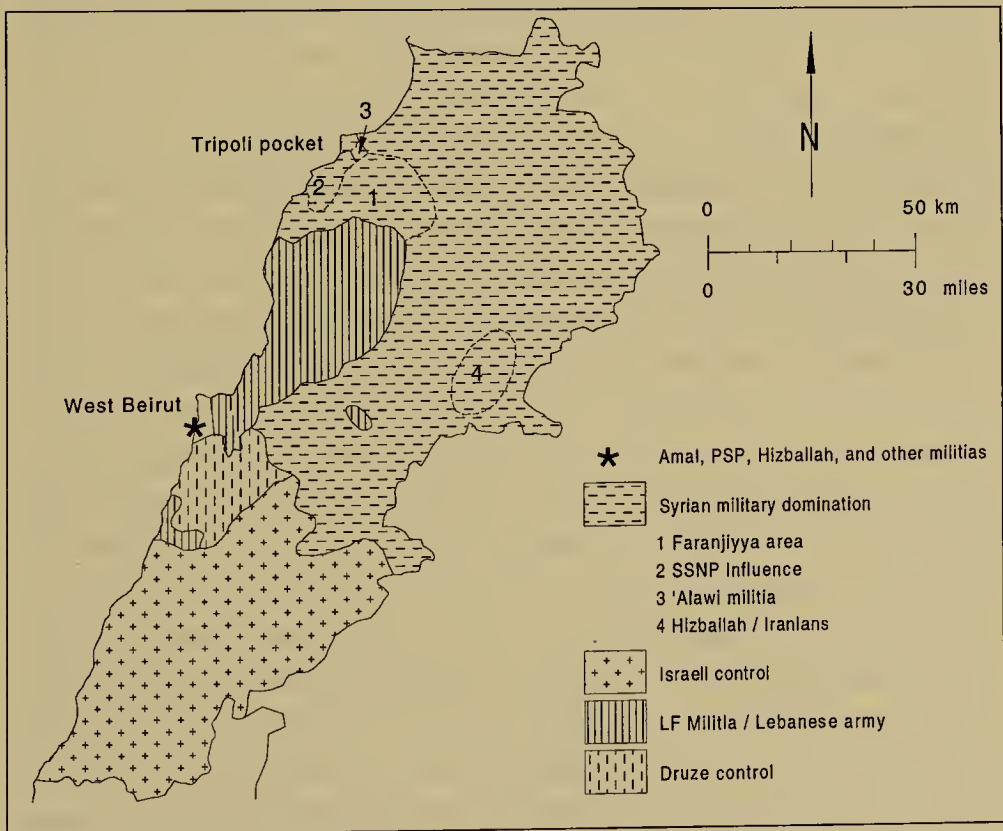 3
Tripoli pocket
2
1
N
0 50 km
0 30 miles
4
West Beirut
Amal, PSP, Hizballah, and other militias
Syrian military domination
1 Faranjiyya area
2 SSNP Influence
3 'Alawi militia
4 Hizballah / Iranians
Israeli control
LF Militia / Lebanese army
Druze control